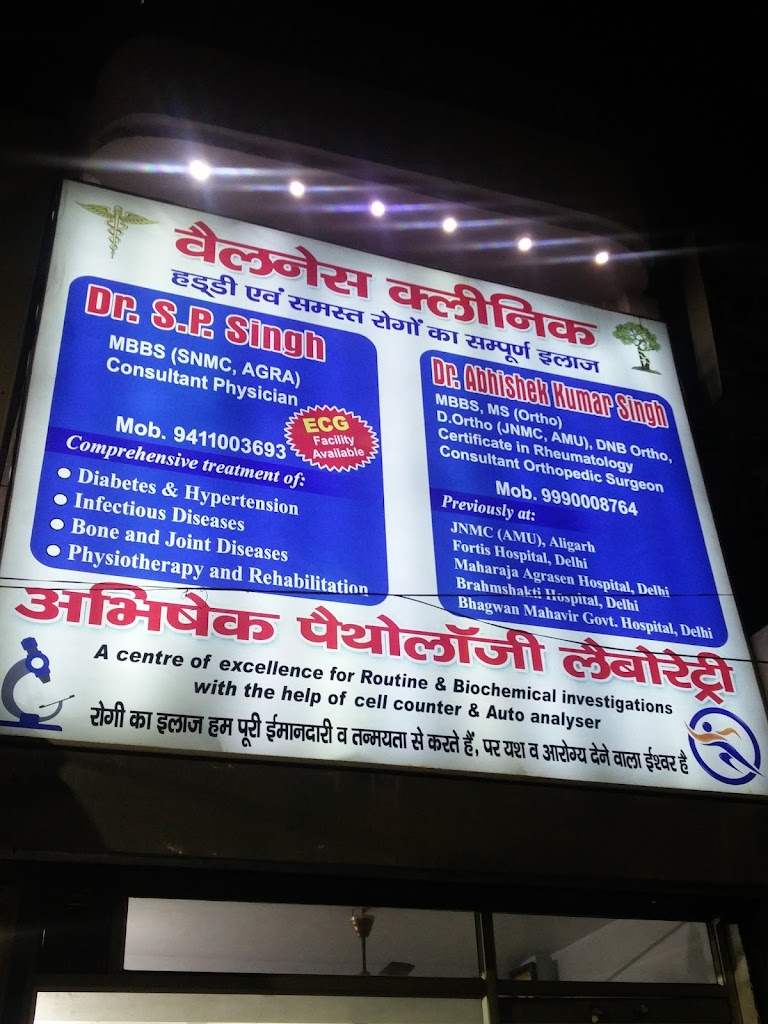 वैलनेस क्लीनिक
हड्डी एवं समस्त रोगों का सम्पूर्ण इलाज
Dr. S.P. Singh
MBBS (SNMC, AGRA)
Consultant Physician
Mob. 9411003693
ECG
Facility
Available
Comprehensive treatment of:
● Diabetes & Hypertension
● Infectious Diseases
● Bone and Joint Diseases
● Physiotherapy and Rehabilitation
Dr. Abhishek Kumar Singh
MBBS, MS (Ortho)
D.Ortho (JNMC, AMU), DNB Ortho,
Certificate in Rheumatology
Consultant Orthopedic Surgeon
Mob. 9990008764
Previously at:
JNMC (AMU), Aligarh
Fortis Hospital, Delhi
Maharaja Agrasen Hospital, Delhi
Brahmshakti Hospital, Delhi
Bhagwan Mahavir Govt. Hospital, Delhi
अभिषेक पैथोलॉजी लैबोरेट्री
A centre of excellence for Routine & Biochemical investigations
with the help of cell counter & Auto analyser
रोगी का इलाज हम पूरी ईमानदारी व तन्मयता से करते हैं, पर यश व आरोग्य देने वाला ईश्वर है